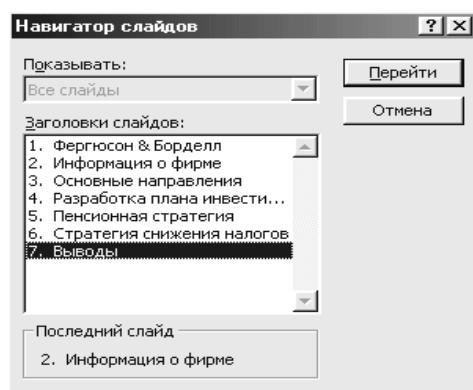 Навигатор слайдов
Показывать:
Все слайды
Перейти
Отмена
Заголовки слайдов:
1. Фергюсон & Борделл
2. Информация о фирме
3. Основные направления
4. Разработка плана инвести...
5. Пенсионная стратегия
6. Стратегия снижения налогов
7. Выводы
Последний слайд
2. Информация о фирме